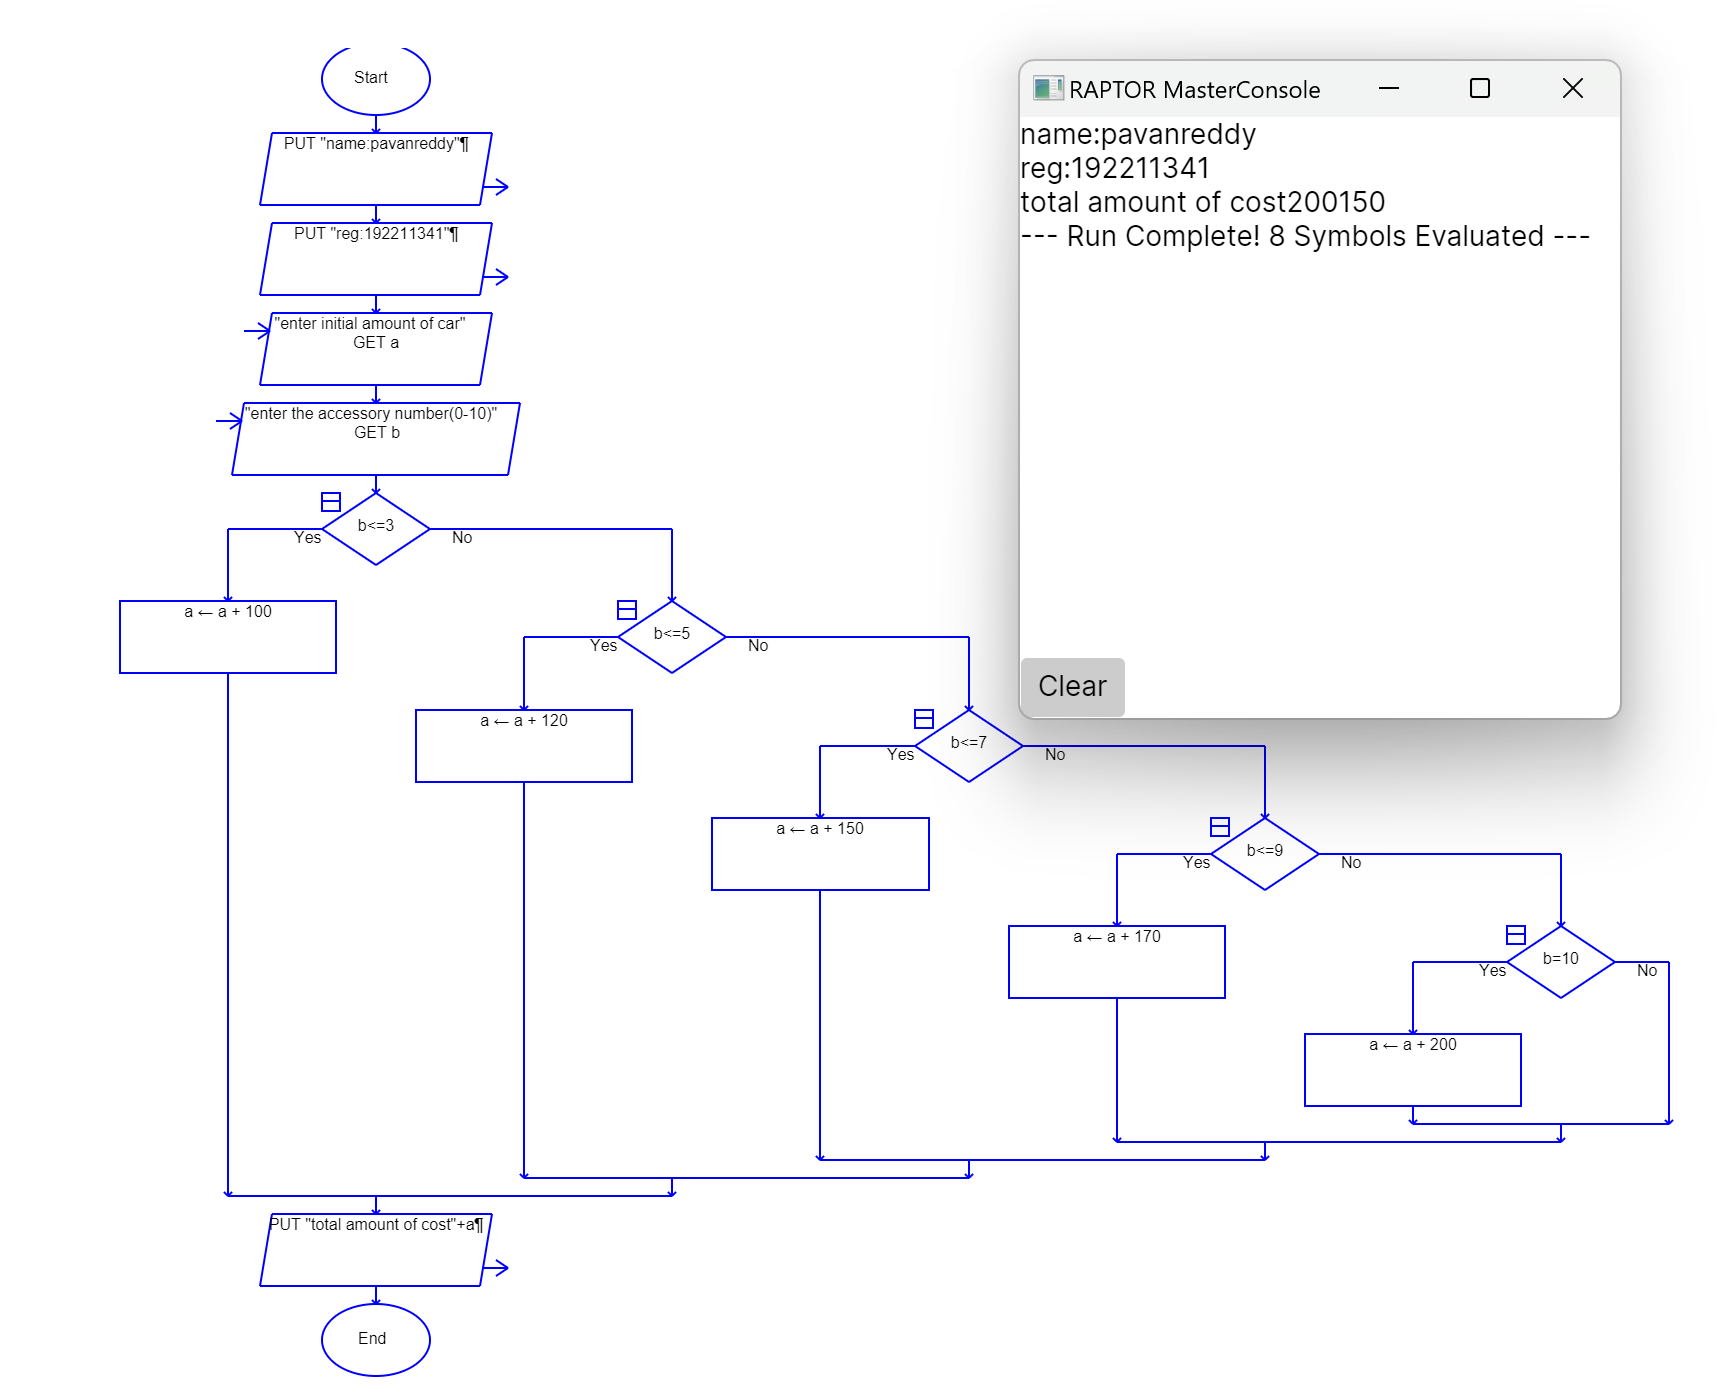 Start
PUT "name:pavanreddy"¶
PUT "reg:192211341"¶
"enter initial amount of car"
GET a
"enter the accessory number(0-10)"
GET b
b<=3
Yes
No
a ← a + 100
b<=5
Yes
No
a ← a + 120
b<=7
Yes
No
a ← a + 150
b<=9
Yes
No
a ← a + 170
b=10
Yes
No
a ← a + 200
PUT "total amount of cost"+a¶
End
RAPTOR MasterConsole
name:pavanreddy
reg:192211341
total amount of cost200150
--- Run Complete! 8 Symbols Evaluated ---
Clear